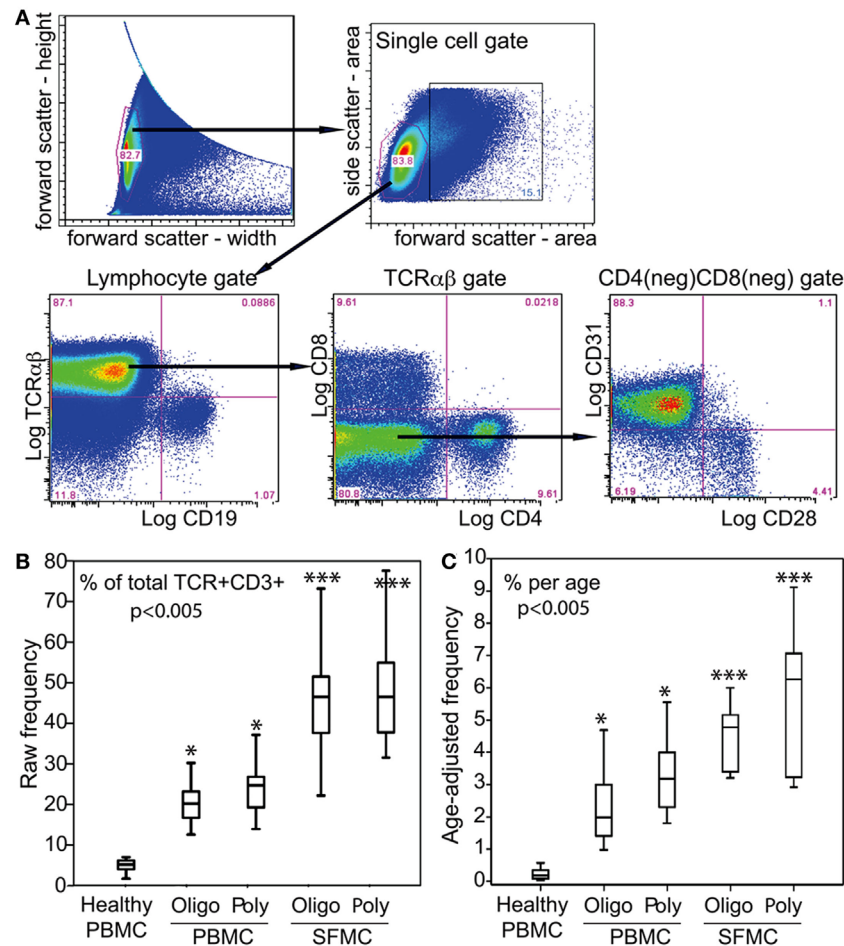 A
forward scatter - height
82.7
forward scatter - width
Single cell gate
side scatter - area
83.8
15.1
forward scatter - area
Lymphocyte gate
87.1
0.0886
Log TCRαβ
11.8
1.07
Log CD19
TCRαβ gate
9.61
0.0218
Log CD8
80.8
9.61
Log CD4
CD4(neg)CD8(neg) gate
88.3
1.1
Log CD31
6.19
4.41
Log CD28
B
% of total TCR+CD3+
p<0.005
Raw frequency
80
70
60
50
40
30
20
10
0
*
*
***
***
Healthy
PBMC
Oligo Poly
PBMC
Oligo Poly
SFMC
C
% per age
p<0.005
Age-adjusted frequency
10
9
8
7
6
5
4
3
2
1
0
*
*
***
***
Healthy
PBMC
Oligo Poly
PBMC
Oligo Poly
SFMC